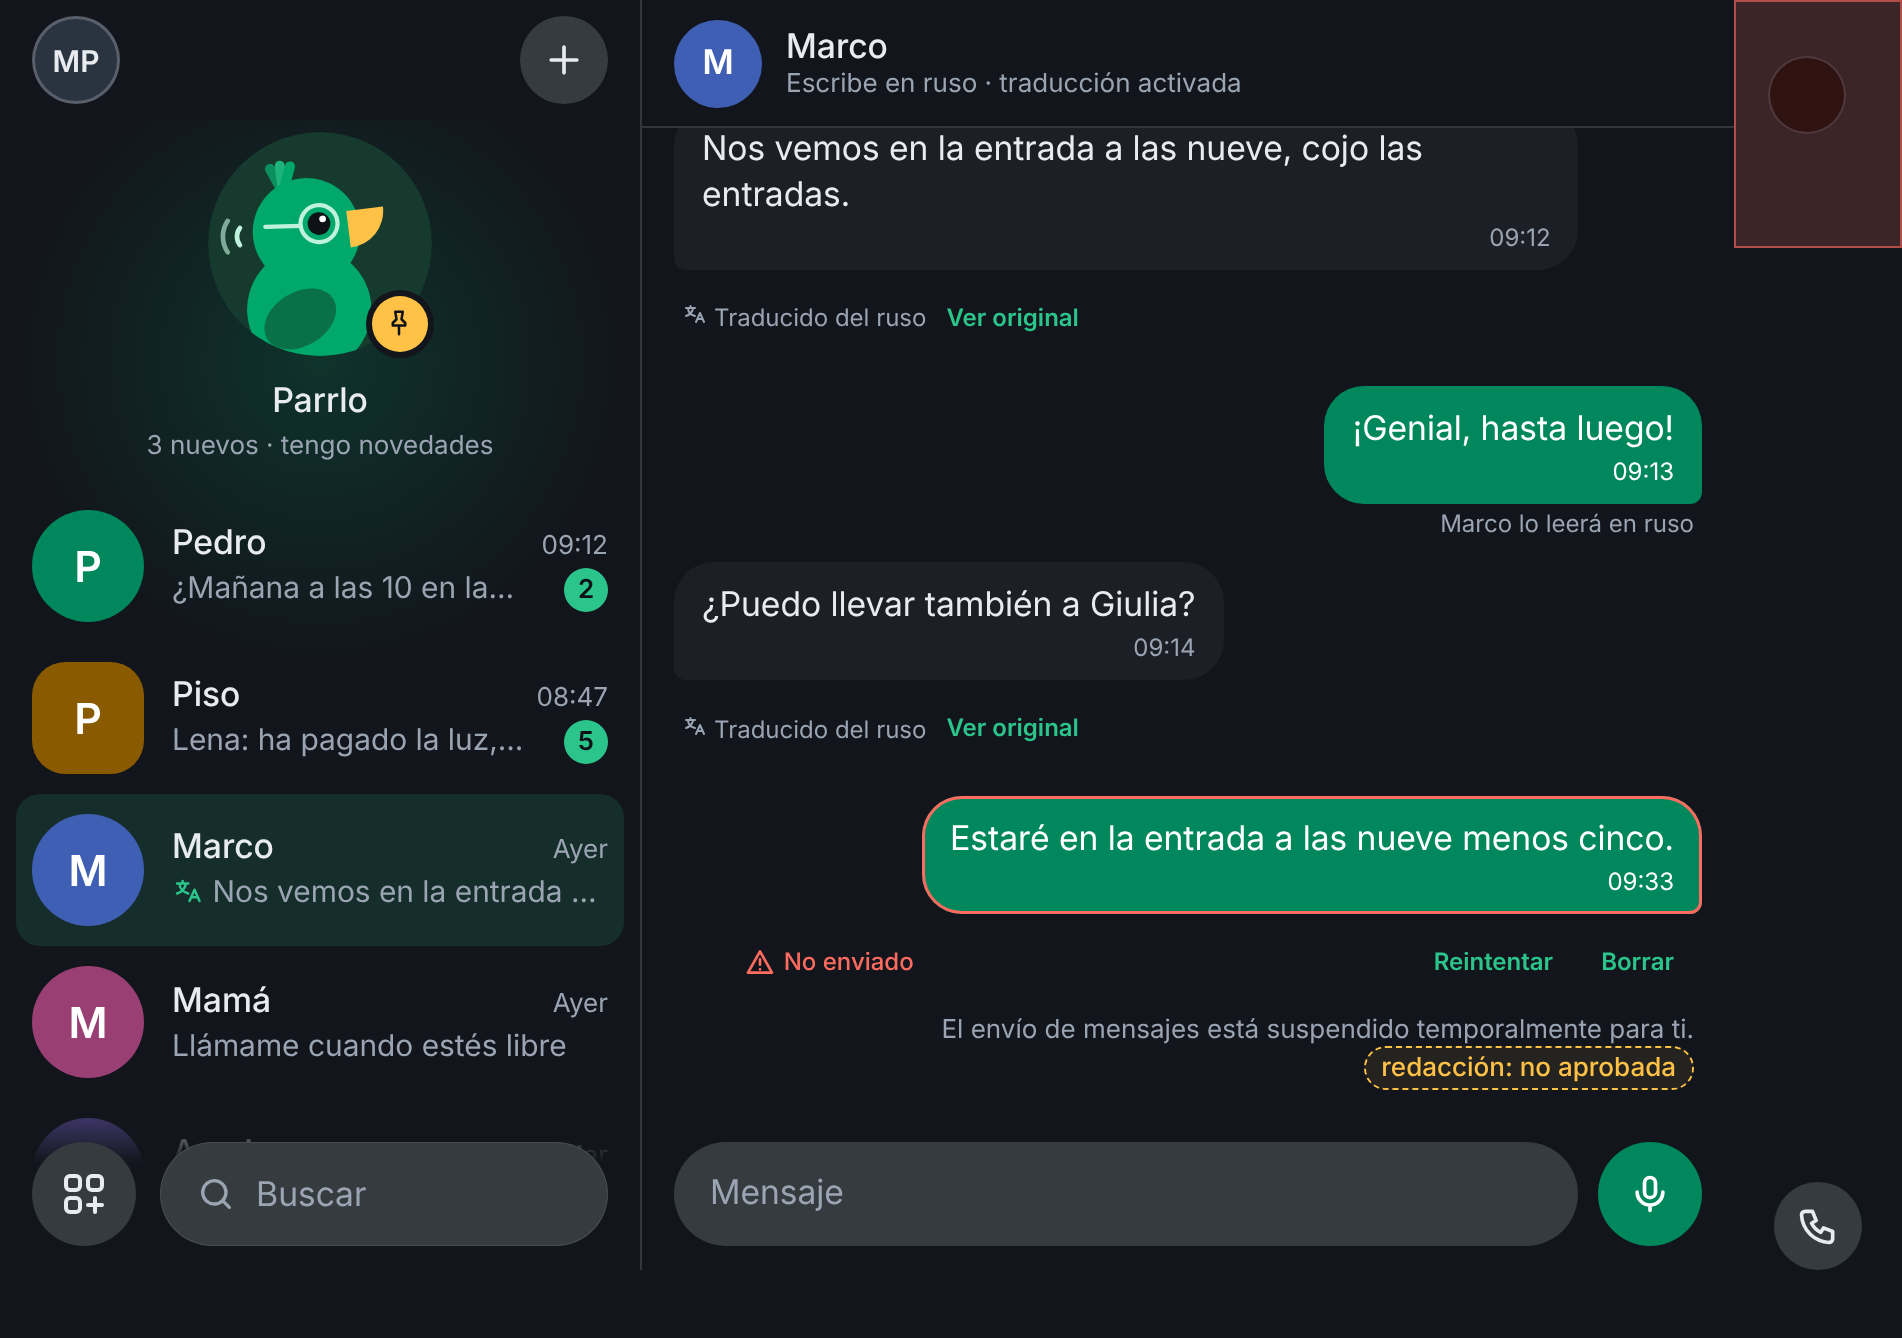 MP
Parrlo
3 nuevos · tengo novedades
P
Pedro
09:12
¿Mañana a las 10 en la...
2
P
Piso
08:47
Lena: ha pagado la luz,...
5
M
Marco
Ayer
Nos vemos en la entrada ...
M
Mamá
Ayer
Llámame cuando estés libre
Buscar
M
Marco
Escribe en ruso · traducción activada
Nos vemos en la entrada a las nueve, cojo las
entradas.
09:12
Traducido del ruso Ver original
¡Genial, hasta luego!
09:13
Marco lo leerá en ruso
¿Puedo llevar también a Giulia?
09:14
Traducido del ruso Ver original
Estaré en la entrada a las nueve menos cinco.
09:33
No enviado Reintentar Borrar
El envío de mensajes está suspendido temporalmente para ti.
redacción: no aprobada
Mensaje